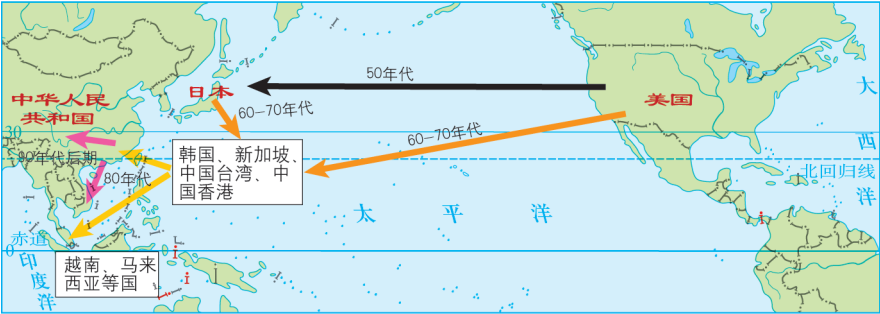 50年代
大
日本
中华人民
共和国
美国
60-70年代
60-70年代
西
30
90年代后期
韩国、新加坡、
中国台湾、中
国香港
80年代
北回归线
洋
太平洋
赤道
0
印
度
洋
越南、马来
西亚等国